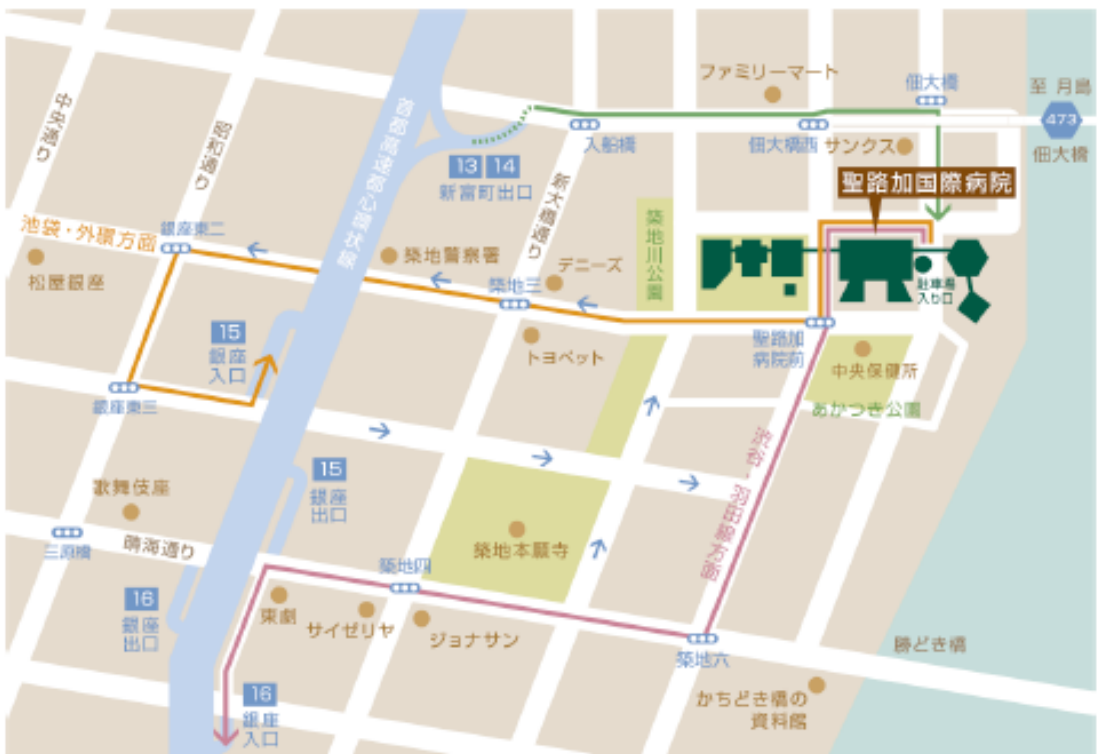 ファミリーマート
佃大橋
至 月島
473
佃大橋
中央通り
昭和通り
首都高速都心環状線
入船橋
佃大橋西
サンクス
13 14
新富町出口
新大橋通り
築地川公園
聖路加国際病院
池袋・外環方面
銀座東二
松屋銀座
築地警察署
デニーズ
築地三
駐車場
入り口
15
銀座
入口
トヨペット
聖路加
病院前
中央保健所
あかつき公園
銀座東三
渋谷・羽田線方面
15
銀座
出口
歌舞伎座
三原橋
晴海通り
築地本願寺
築地四
16
銀座
出口
東劇
サイゼリヤ
ジョナサン
築地六
勝どき橋
かちどき橋の
資料館
16
銀座
入口